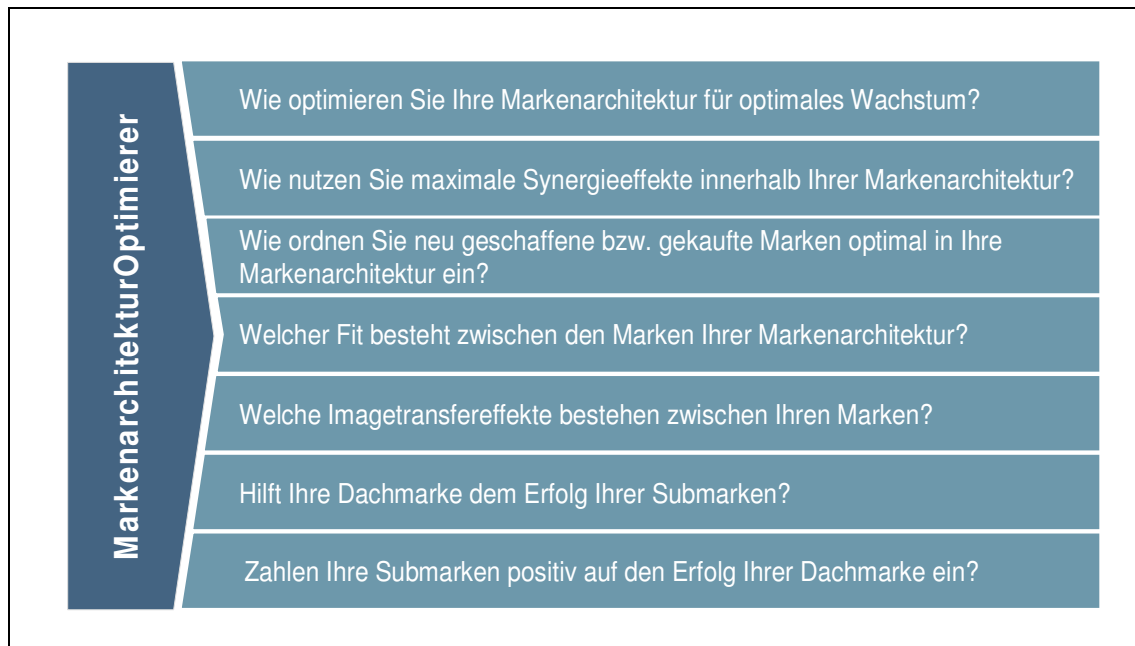 MarkenarchitekturOptimierer
Wie optimieren Sie Ihre Markenarchitektur für optimales Wachstum?
Wie nutzen Sie maximale Synergieeffekte innerhalb Ihrer Markenarchitektur?
Wie ordnen Sie neu geschaffene bzw. gekaufte Marken optimal in Ihre
Markenarchitektur ein?
Welcher Fit besteht zwischen den Marken Ihrer Markenarchitektur?
Welche Imagetransfereffekte bestehen zwischen Ihren Marken?
Hilft Ihre Dachmarke dem Erfolg Ihrer Submarken?
Zahlen Ihre Submarken positiv auf den Erfolg Ihrer Dachmarke ein?